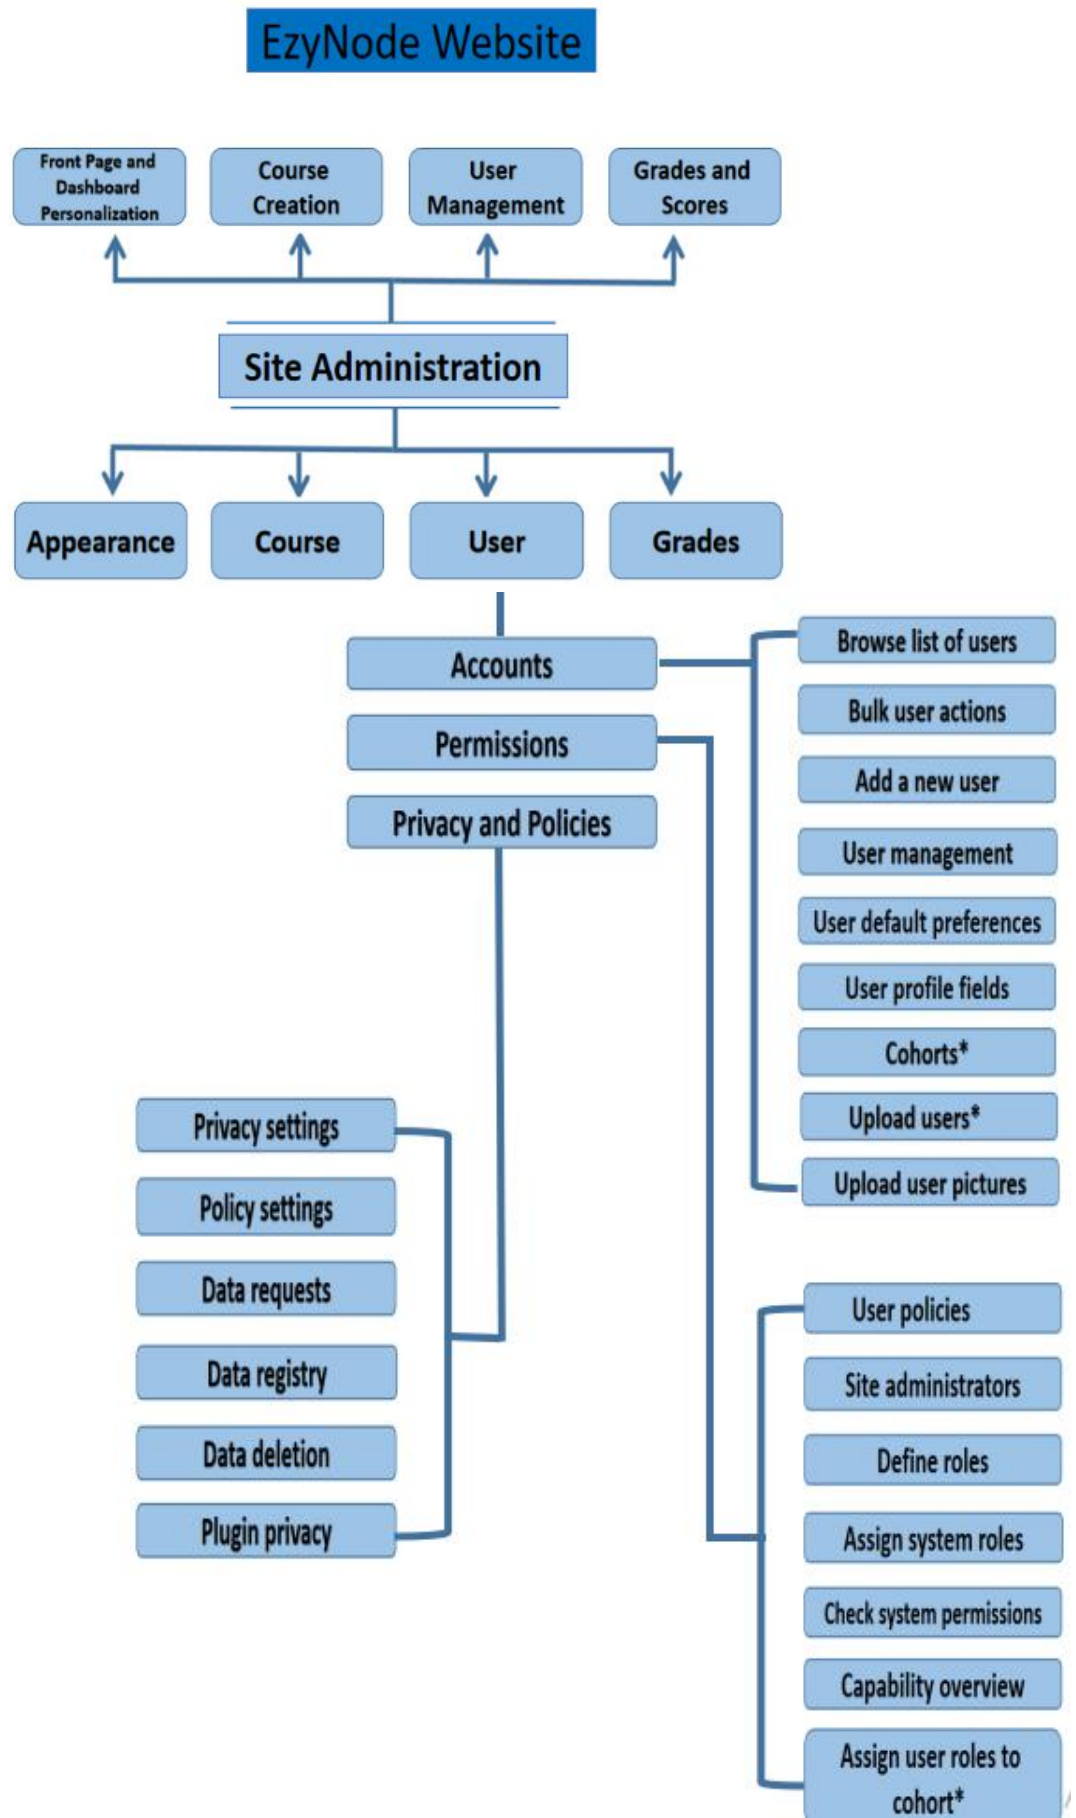 EzyNode Website
Front Page and
Dashboard
Personalization
Course
Creation
User
Management
Grades and
Scores
Site Administration
Appearance
Course
User
Grades
Accounts
Permissions
Privacy and Policies
Browse list of users
Bulk user actions
Add a new user
User management
User default preferences
User profile fields
Cohorts*
Upload users*
Upload user pictures
Privacy settings
Policy settings
Data requests
Data registry
Data deletion
Plugin privacy
User policies
Site administrators
Define roles
Assign system roles
Check system permissions
Capability overview
Assign user roles to
cohort*